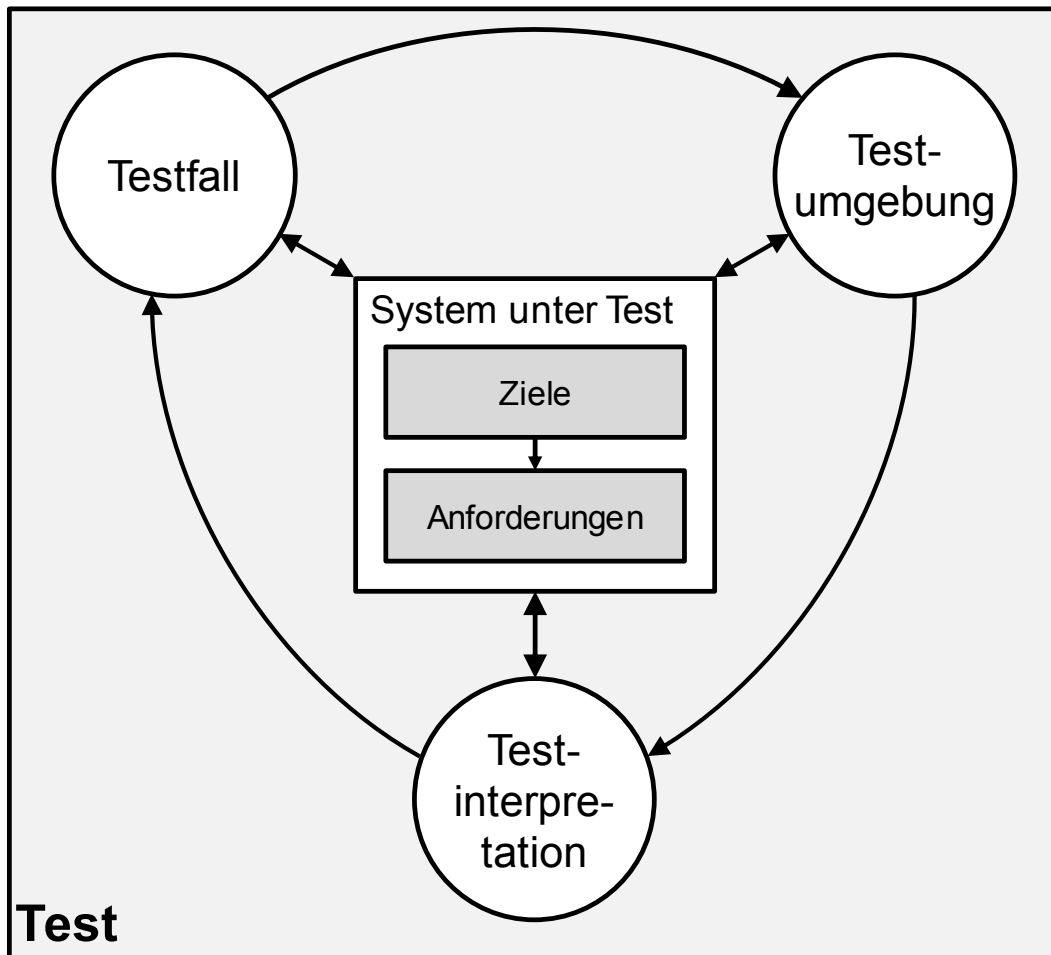 Testfall
Test-
umgebung
System unter Test
Ziele
Anforderungen
Test-
interpre-
tation
Test